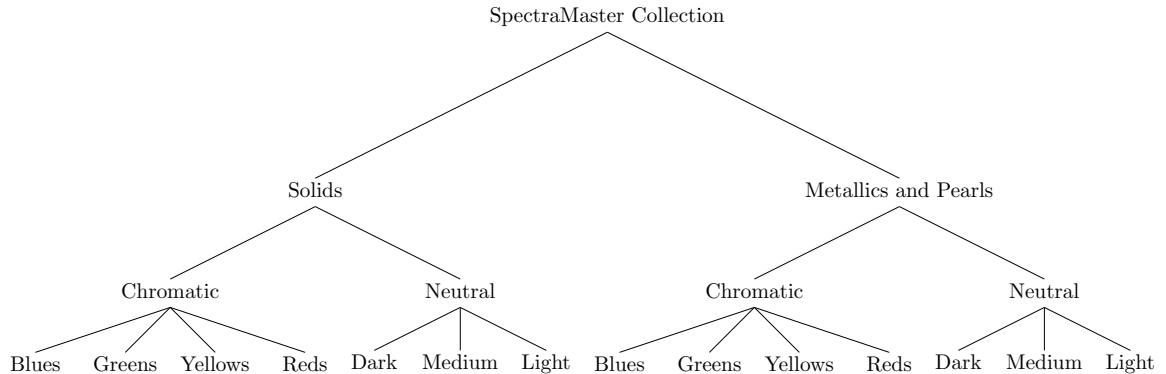 SpectraMaster Collection
Solids Metallics and Pearls
Chromatic Neutral Chromatic Neutral
Blues Greens Yellows Reds Dark Medium Light Blues Greens Yellows Reds Dark Medium Light